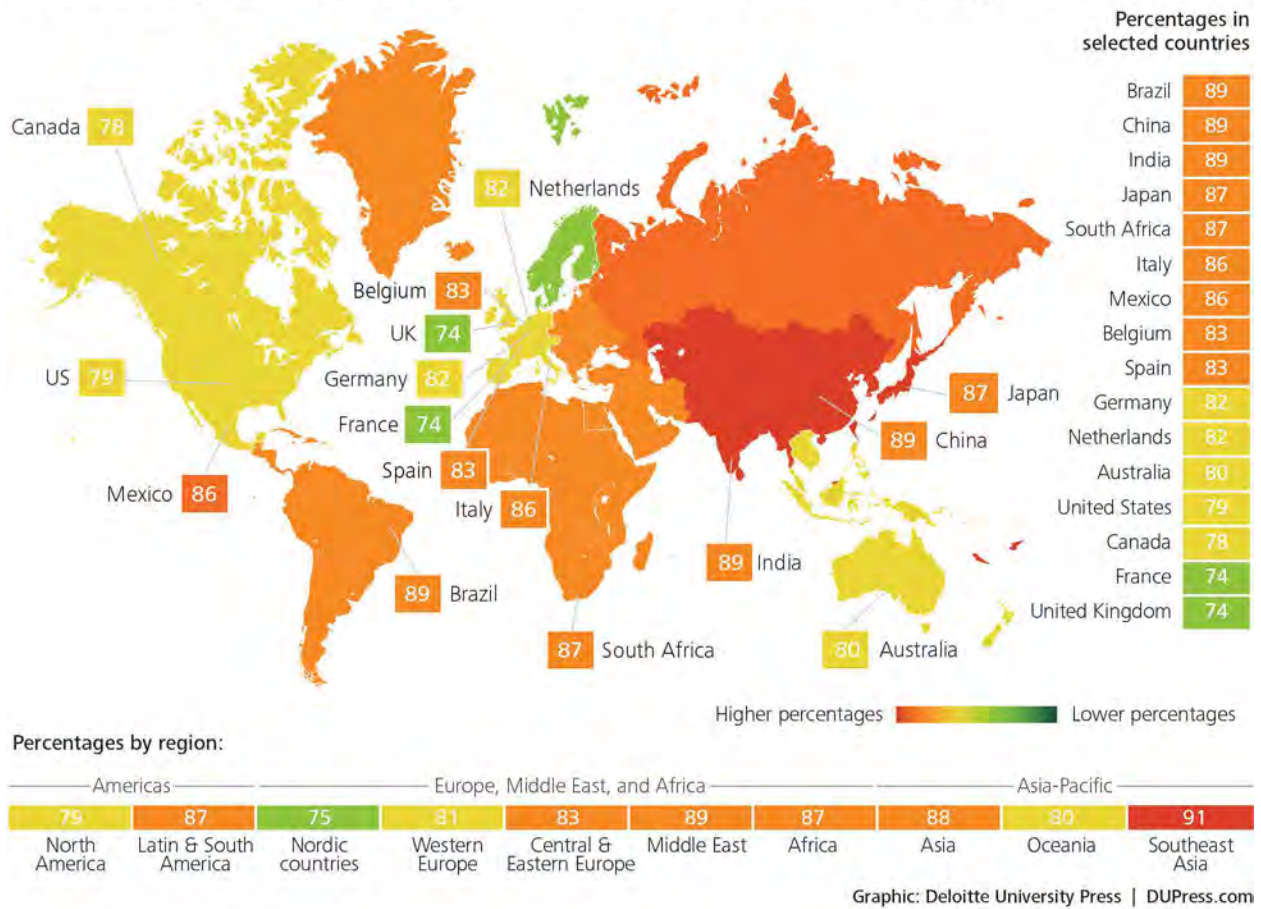 Percentages in
selected countries
Brazil 89
China 89
India 89
Japan 87
South Africa 87
Italy 86
Mexico 86
Belgium 83
Spain 83
Germany 82
Netherlands 82
Australia 80
United States 79
Canada 78
France 74
United Kingdom 74
Canada 78
82 Netherlands
Belgium 83
UK 74
US 79
Germany 82
87 Japan
France 74
89 China
Spain 83
Mexico 86
Italy 86
89 India
89 Brazil
87 South Africa
80 Australia
Higher percentages Lower percentages
Percentages by region:
Americas Europe, Middle East, and Africa Asia-Pacific
79 87 75 81 83 89 87 88 80 91
North Latin & South Nordic Western Central & Middle East Africa Asia Oceania Southeast
America America countries Europe Eastern Europe Asia
Graphic: Deloitte University Press | DUPress.com